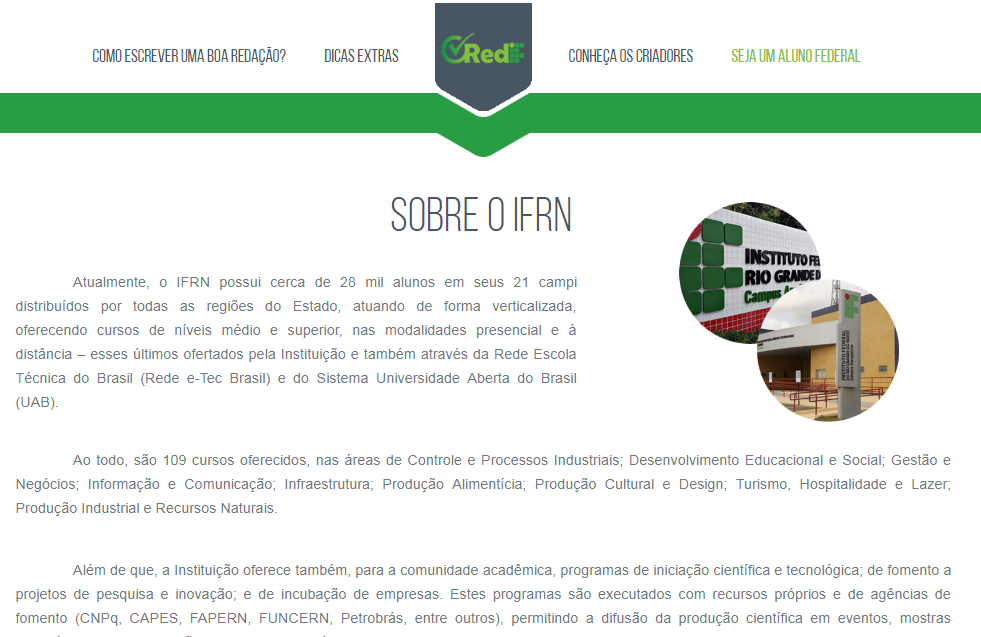 COMO ESCREVER UMA BOA REDAÇÃO?
DICAS EXTRAS
RediF
CONHEÇA OS CRIADORES
SEJA UM ALUNO FEDERAL
SOBRE O IFRN
INSTITUTO FE
RIO GRANDE D
Campus
INSTITUTO FEDERAL
Atualmente, o IFRN possui cerca de 28 mil alunos em seus 21 campi
distribuídos por todas as regiões do Estado, atuando de forma verticalizada,
oferecendo cursos de níveis médio e superior, nas modalidades presencial e à
distância – esses últimos ofertados pela Instituição e também através da Rede Escola
Técnica do Brasil (Rede e-Tec Brasil) e do Sistema Universidade Aberta do Brasil
(UAB).
Ao todo, são 109 cursos oferecidos, nas áreas de Controle e Processos Industriais; Desenvolvimento Educacional e Social; Gestão e
Negócios; Informação e Comunicação; Infraestrutura; Produção Alimentícia; Produção Cultural e Design; Turismo, Hospitalidade e Lazer;
Produção Industrial e Recursos Naturais.
Além de que, a Instituição oferece também, para a comunidade acadêmica, programas de iniciação científica e tecnológica; de fomento a
projetos de pesquisa e inovação; e de incubação de empresas. Estes programas são executados com recursos próprios e de agências de
fomento (CNPq, CAPES, FAPERN, FUNCERN, Petrobrás, entre outros), permitindo a difusão da produção científica em eventos, mostras